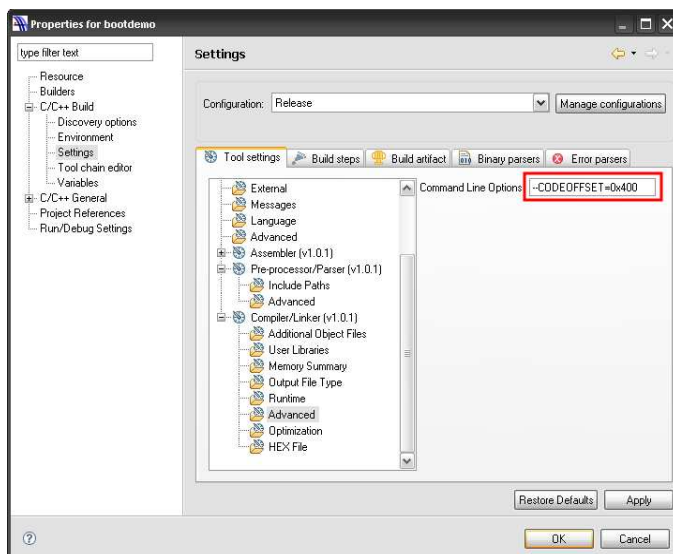 Properties for bootdemo
type filter text
Resource
Builders
C/C++ Build
Discovery options
Environment
Settings
Tool chain editor
Variables
C/C++ General
Project References
Run/Debug Settings
Settings
Configuration: Release
Manage configurations
Tool settings
Build steps
Build artifact
Binary parsers
Error parsers
External
Messages
Language
Advanced
Assembler (v1.0.1)
Pre-processor/Parser (v1.0.1)
Include Paths
Advanced
Compiler/Linker (v1.0.1)
Additional Object Files
User Libraries
Memory Summary
Output File Type
Runtime
Advanced
Optimization
HEX File
Command Line Options --CODEOFFSET=0x400
Restore Defaults
Apply
OK
Cancel